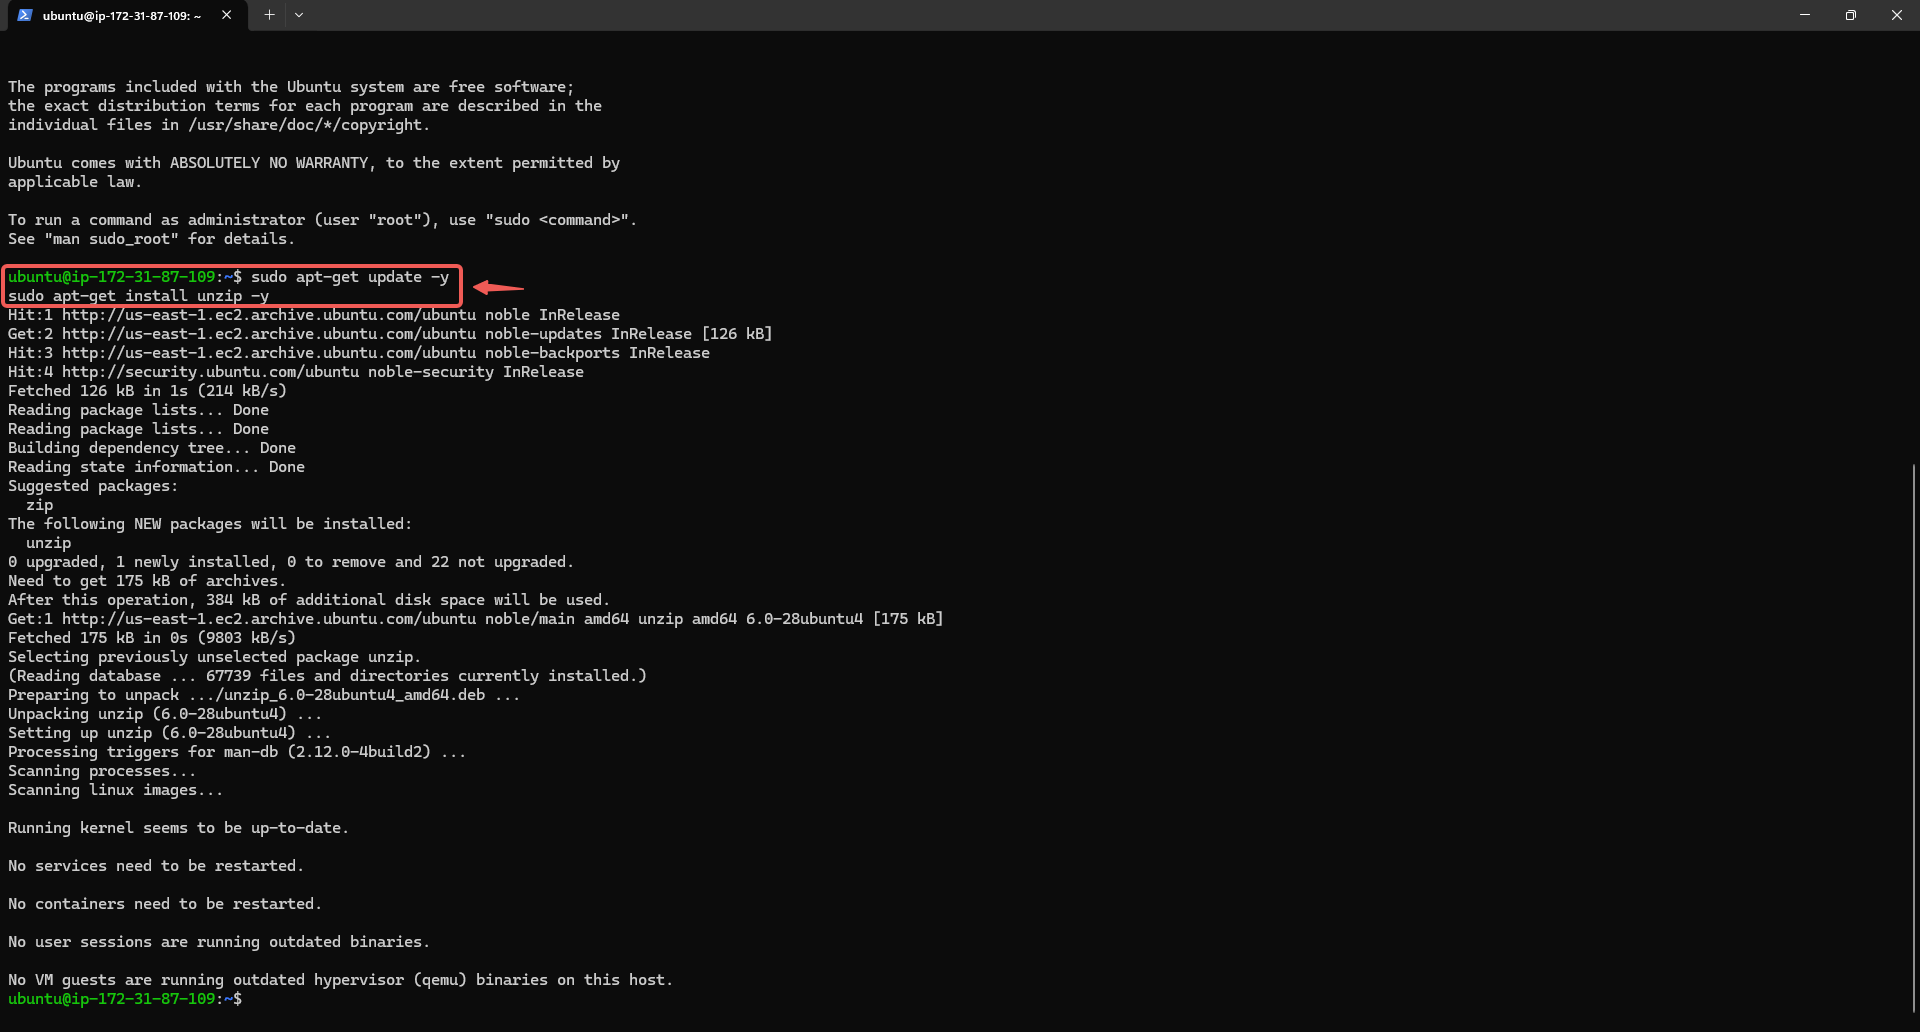 ubuntu@ip-172-31-87-109: ~
The programs included with the Ubuntu system are free software;
the exact distribution terms for each program are described in the
individual files in /usr/share/doc/*/copyright.
Ubuntu comes with ABSOLUTELY NO WARRANTY, to the extent permitted by
applicable law.
To run a command as administrator (user "root"), use "sudo <command>".
See "man sudo_root" for details.
ubuntu@ip-172-31-87-109:~$ sudo apt-get update -y
sudo apt-get install unzip -y
Hit:1 http://us-east-1.ec2.archive.ubuntu.com/ubuntu noble InRelease
Get:2 http://us-east-1.ec2.archive.ubuntu.com/ubuntu noble-updates InRelease [126 kB]
Hit:3 http://us-east-1.ec2.archive.ubuntu.com/ubuntu noble-backports InRelease
Hit:4 http://security.ubuntu.com/ubuntu noble-security InRelease
Fetched 126 kB in 1s (214 kB/s)
Reading package lists... Done
Reading package lists... Done
Building dependency tree... Done
Reading state information... Done
Suggested packages:
  zip
The following NEW packages will be installed:
  unzip
0 upgraded, 1 newly installed, 0 to remove and 22 not upgraded.
Need to get 175 kB of archives.
After this operation, 384 kB of additional disk space will be used.
Get:1 http://us-east-1.ec2.archive.ubuntu.com/ubuntu noble/main amd64 unzip amd64 6.0-28ubuntu4 [175 kB]
Fetched 175 kB in 0s (9803 kB/s)
Selecting previously unselected package unzip.
(Reading database ... 67739 files and directories currently installed.)
Preparing to unpack .../unzip_6.0-28ubuntu4_amd64.deb ...
Unpacking unzip (6.0-28ubuntu4) ...
Setting up unzip (6.0-28ubuntu4) ...
Processing triggers for man-db (2.12.0-4build2) ...
Scanning processes...
Scanning linux images...
Running kernel seems to be up-to-date.
No services need to be restarted.
No containers need to be restarted.
No user sessions are running outdated binaries.
No VM guests are running outdated hypervisor (qemu) binaries on this host.
ubuntu@ip-172-31-87-109:~$